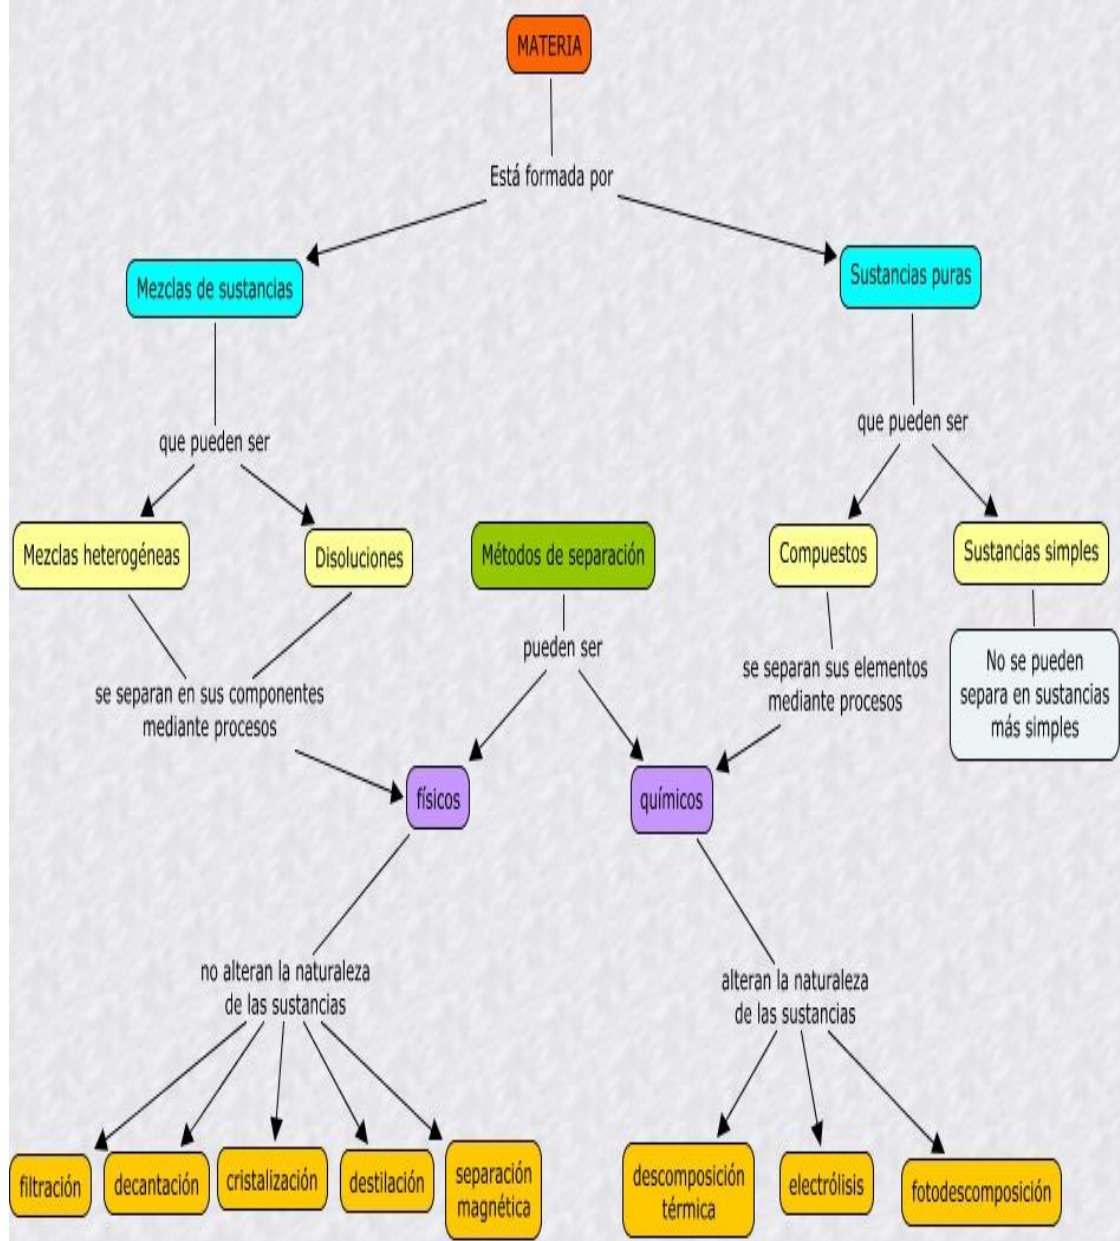 MATERIA
Está formada por
Mezclas de sustancias
Sustancias puras
que pueden ser
que pueden ser
Mezclas heterogéneas
Disoluciones
Métodos de separación
Compuestos
Sustancias simples
se separan en sus componentes
mediante procesos
pueden ser
se separan sus elementos
mediante procesos
No se pueden
separa en sustancias
más simples
físicos
químicos
no alteran la naturaleza
de las sustancias
alteran la naturaleza
de las sustancias
filtración
decantación
cristalización
destilación
separación
magnética
descomposición
térmica
electrólisis
fotodescomposición